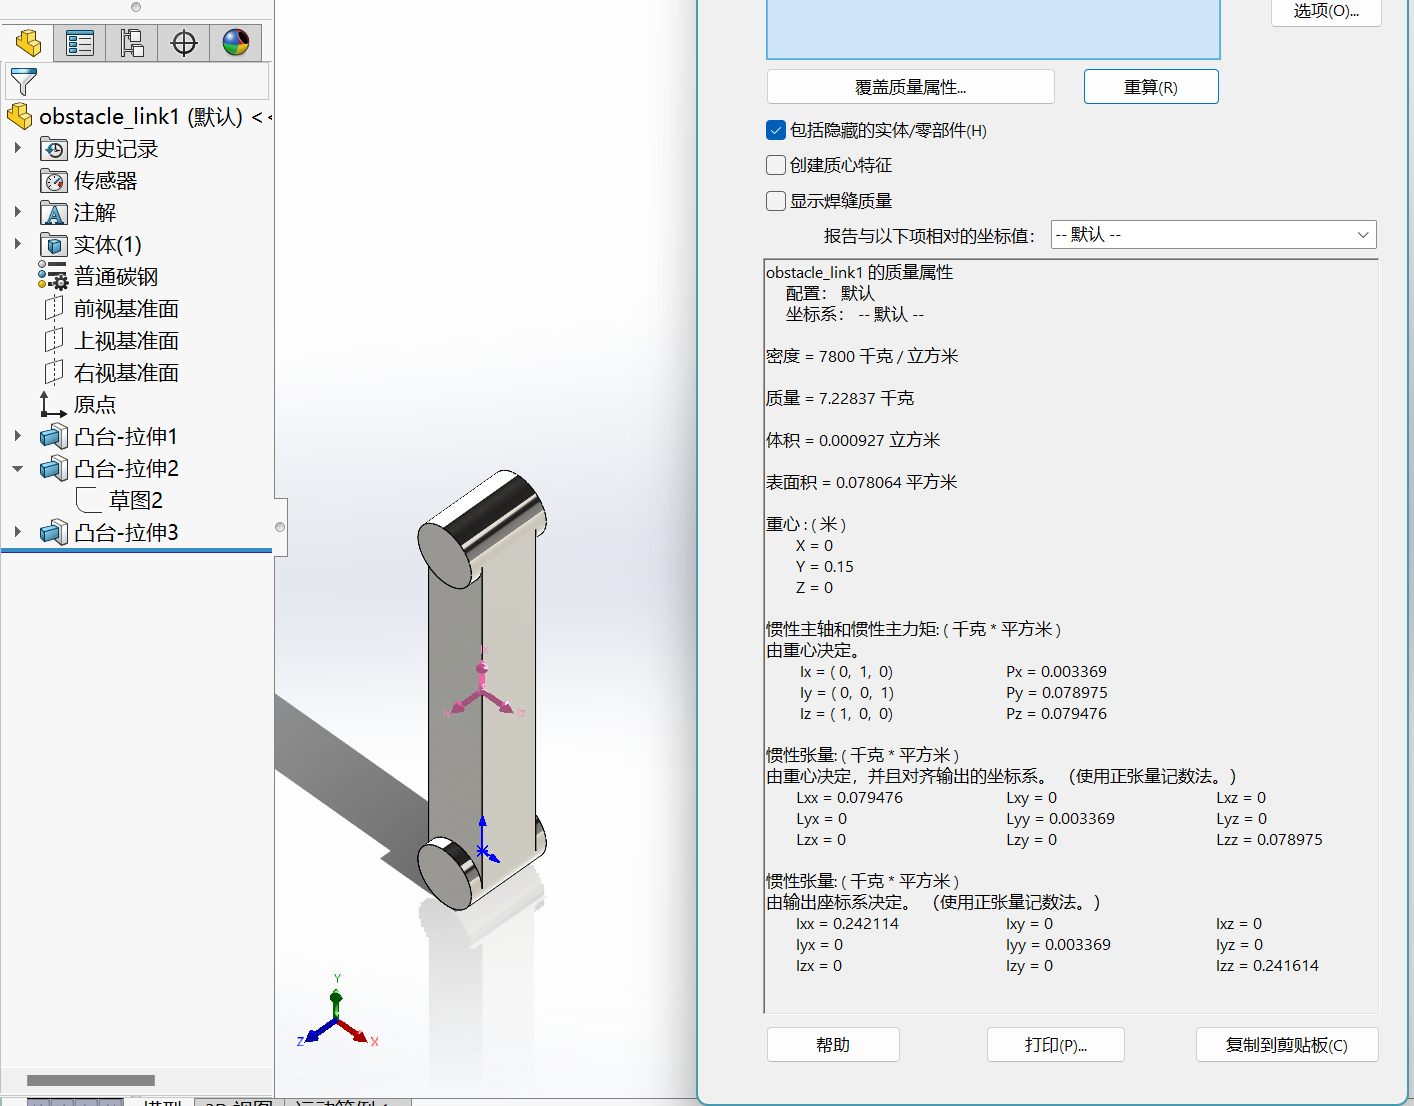 obstacle_link1 (默认) <<
历史记录
传感器
注解
实体(1)
普通碳钢
前视基准面
上视基准面
右视基准面
原点
凸台-拉伸1
凸台-拉伸2
草图2
凸台-拉伸3
Iz
Y
Z
X
模型
3D 视图
运动算例 1
选项(O)...
覆盖质量属性...
重算(R)
包括隐藏的实体/零部件(H)
创建质心特征
显示焊缝质量
报告与以下项相对的坐标值:
-- 默认 --
obstacle_link1 的质量属性
配置: 默认
坐标系: -- 默认 --
密度 = 7800 千克 / 立方米
质量 = 7.22837 千克
体积 = 0.000927 立方米
表面积 = 0.078064 平方米
重心 : ( 米 )
X = 0
Y = 0.15
Z = 0
惯性主轴和惯性主力矩: ( 千克 * 平方米 )
由重心决定。
Ix = ( 0, 1, 0) Px = 0.003369
Iy = ( 0, 0, 1) Py = 0.078975
Iz = ( 1, 0, 0) Pz = 0.079476
惯性张量: ( 千克 * 平方米 )
由重心决定，并且对齐输出的坐标系。 （使用正张量记数法。）
Lxx = 0.079476 Lxy = 0 Lxz = 0
Lyx = 0 Lyy = 0.003369 Lyz = 0
Lzx = 0 Lzy = 0 Lzz = 0.078975
惯性张量: ( 千克 * 平方米 )
由输出座标系决定。 （使用正张量记数法。）
Ixx = 0.242114 Ixy = 0 Ixz = 0
Iyx = 0 Iyy = 0.003369 Iyz = 0
Izx = 0 Izy = 0 Izz = 0.241614
帮助
打印(P)...
复制到剪贴板(C)